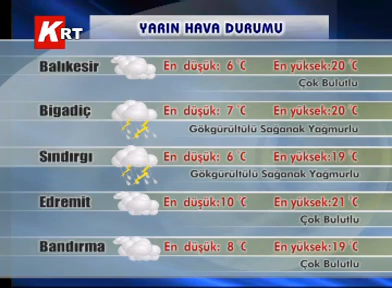 KRT
YARIN HAVA DURUMU
Balıkesir En düşük: 6 °C En yüksek:20 °C
Çok Bulutlu
Bigadiç En düşük: 7 °C En yüksek:20 °C
Gökgürültülü Sağanak Yağmurlu
Sındırgı En düşük: 6 °C En yüksek:19 °C
Gökgürültülü Sağanak Yağmurlu
Edremit En düşük:10 °C En yüksek:21 °C
Çok Bulutlu
Bandırma En düşük: 8 °C En yüksek:19 °C
Çok Bulutlu